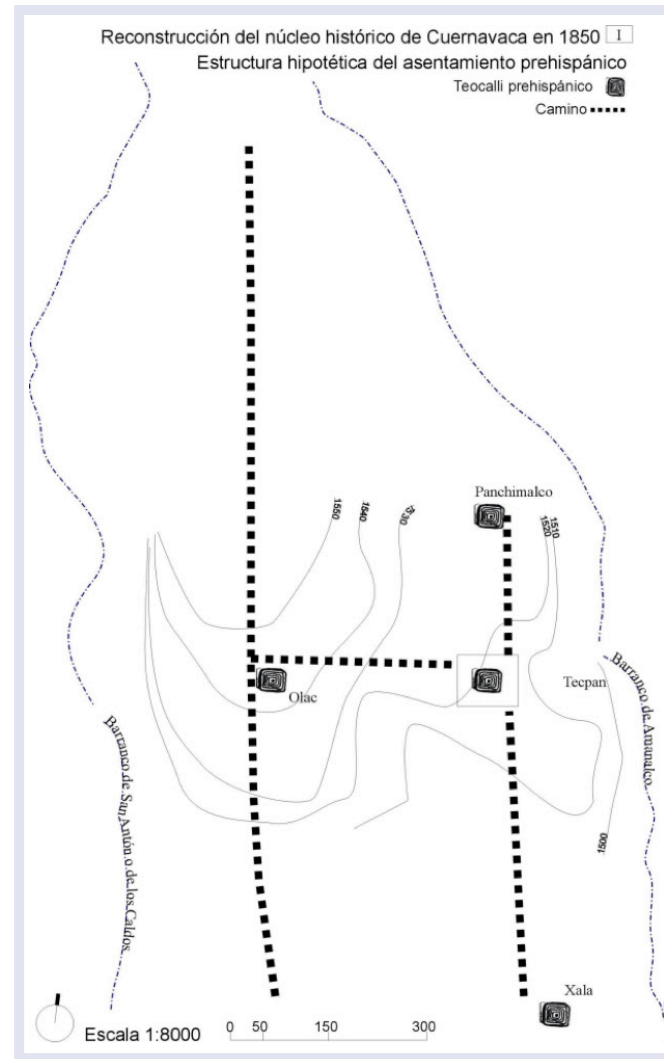 Reconstrucción del núcleo histórico de Cuernavaca en 1850 I
Estructura hipotética del asentamiento prehispánico
Teocalli prehispánico
Camino
Panchimalco
1550
1540
1530
1510
1520
Olac
Tecpan
Barranco de Amanalco
Barranco de San Antón o de los Caldos
1500
Xala
Escala 1:8000
0 50 150 300